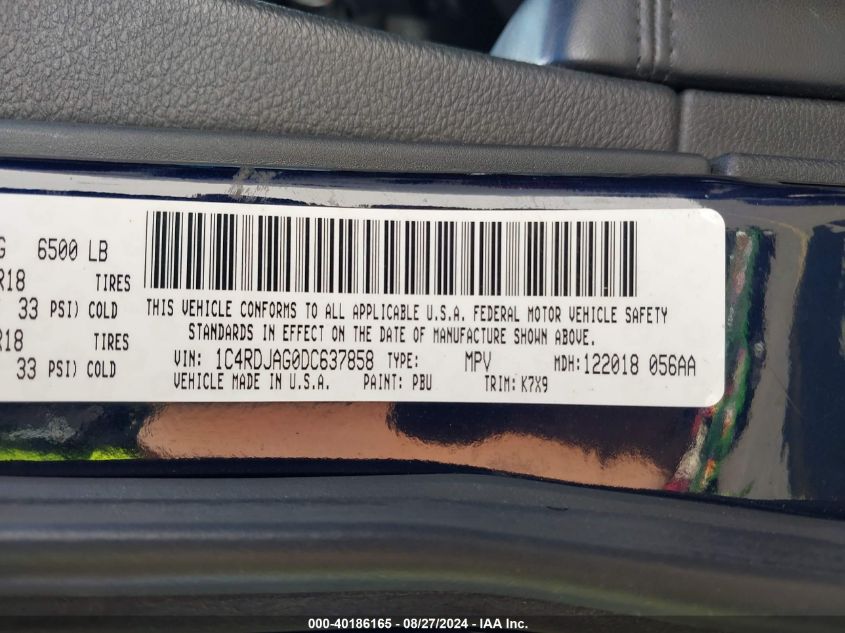 G 6500 LB
R18 TIRES
33 PSI) COLD
R18 TIRES
33 PSI) COLD
THIS VEHICLE CONFORMS TO ALL APPLICABLE U.S.A. FEDERAL MOTOR VEHICLE SAFETY
STANDARDS IN EFFECT ON THE DATE OF MANUFACTURE SHOWN ABOVE.
VIN: 1C4RDJAG0DC637858 TYPE: MPV MDH: 122018 056AA
VEHICLE MADE IN U.S.A. PAINT: PBU TRIM: K7X9
000-40186165 - 08/27/2024 - IAA Inc.